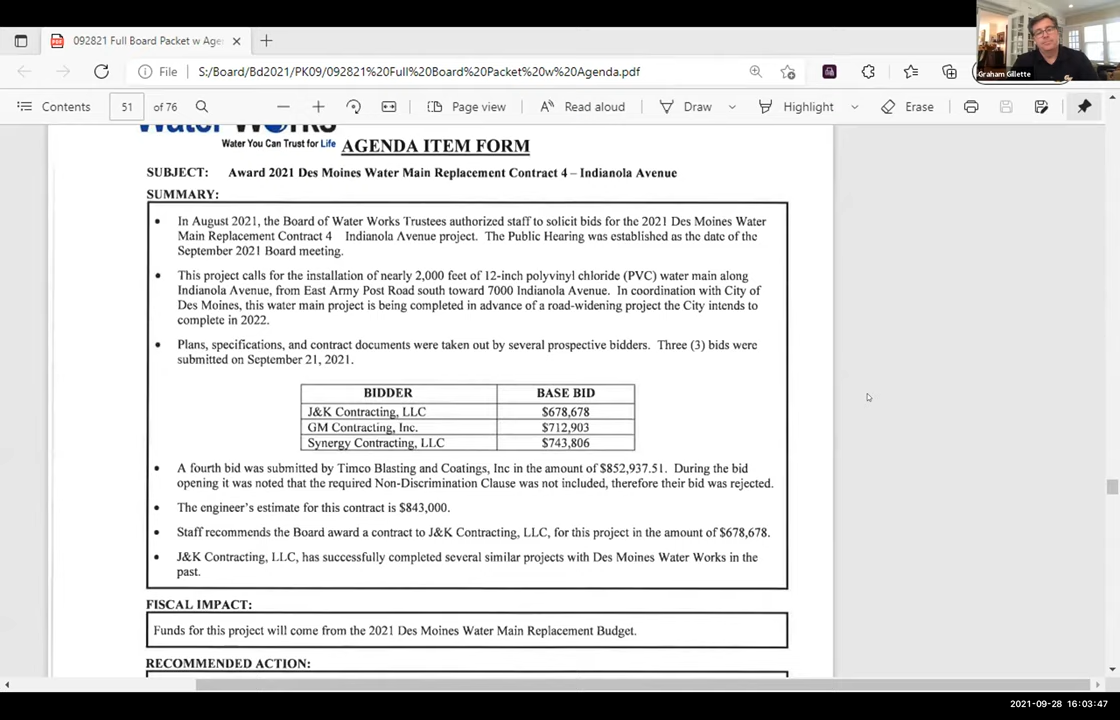 092821 Full Board Packet w Age
File S:/Board/Bd2021/PK09/092821%20Full%20Board%20Packet%20w%20Agenda.pdf
Graham Gillette
Contents 51 of 76 Page view Read aloud Draw Highlight Erase
Water Works
Water You Can Trust for Life AGENDA ITEM FORM
SUBJECT: Award 2021 Des Moines Water Main Replacement Contract 4 – Indianola Avenue
SUMMARY:
• In August 2021, the Board of Water Works Trustees authorized staff to solicit bids for the 2021 Des Moines Water
Main Replacement Contract 4 Indianola Avenue project. The Public Hearing was established as the date of the
September 2021 Board meeting.
• This project calls for the installation of nearly 2,000 feet of 12-inch polyvinyl chloride (PVC) water main along
Indianola Avenue, from East Army Post Road south toward 7000 Indianola Avenue. In coordination with City of
Des Moines, this water main project is being completed in advance of a road-widening project the City intends to
complete in 2022.
• Plans, specifications, and contract documents were taken out by several prospective bidders. Three (3) bids were
submitted on September 21, 2021.
BIDDER BASE BID
J&K Contracting, LLC $678,678
GM Contracting, Inc. $712,903
Synergy Contracting, LLC $743,806
• A fourth bid was submitted by Timco Blasting and Coatings, Inc in the amount of $852,937.51. During the bid
opening it was noted that the required Non-Discrimination Clause was not included, therefore their bid was rejected.
• The engineer's estimate for this contract is $843,000.
• Staff recommends the Board award a contract to J&K Contracting, LLC, for this project in the amount of $678,678.
• J&K Contracting, LLC, has successfully completed several similar projects with Des Moines Water Works in the
past.
FISCAL IMPACT:
Funds for this project will come from the 2021 Des Moines Water Main Replacement Budget.
RECOMMENDED ACTION:
2021-09-28 16:03:47